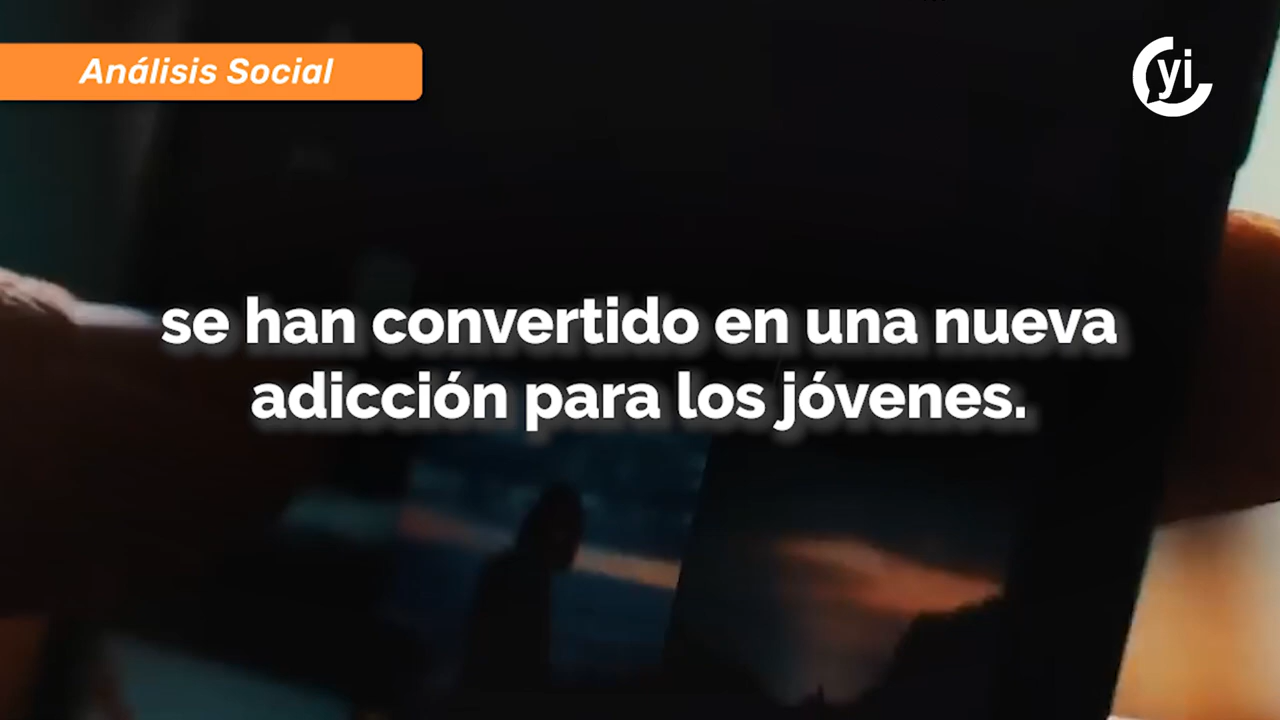 Análisis Social
yi
se han convertido en una nueva
adicción para los jóvenes.